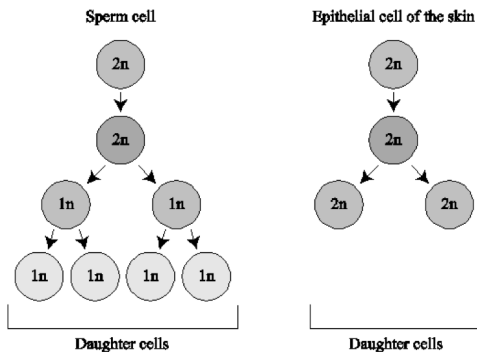 Sperm cell
Epithelial cell of the skin
2n
2n
2n
2n
1n
1n
2n
2n
1n
1n
1n
1n
Daughter cells
Daughter cells